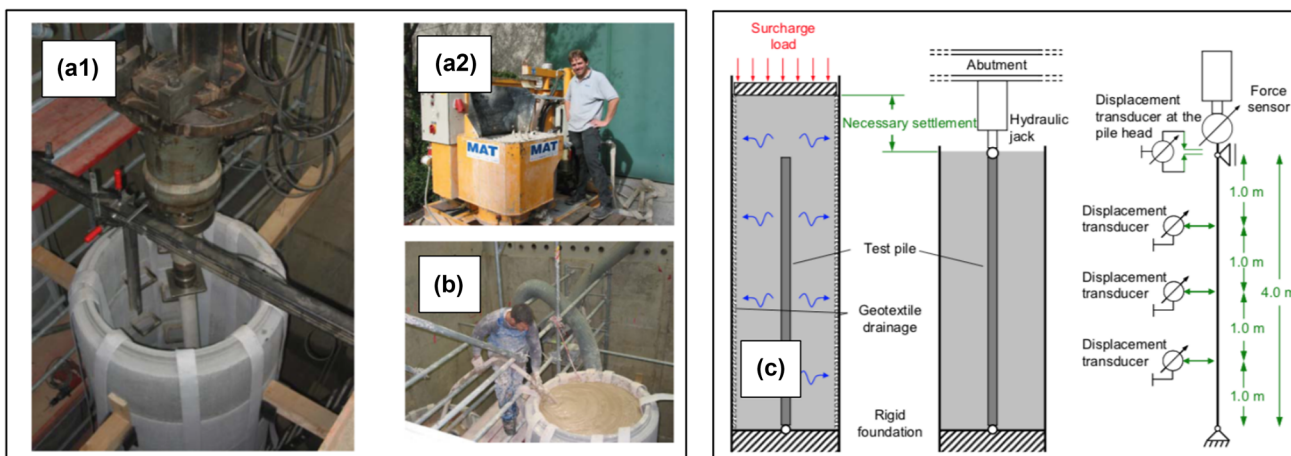 (a1)
(a2)
MAT
MAT
(b)
Surcharge
load
Necessary settlement
Abutment
Hydraulic
jack
Test pile
Geotextile
drainage
(c)
Rigid
foundation
Displacement
transducer at the
pile head
Force
sensor
Displacement
transducer
Displacement
transducer
Displacement
transducer
1.0 m
1.0 m
1.0 m
1.0 m
4.0 m